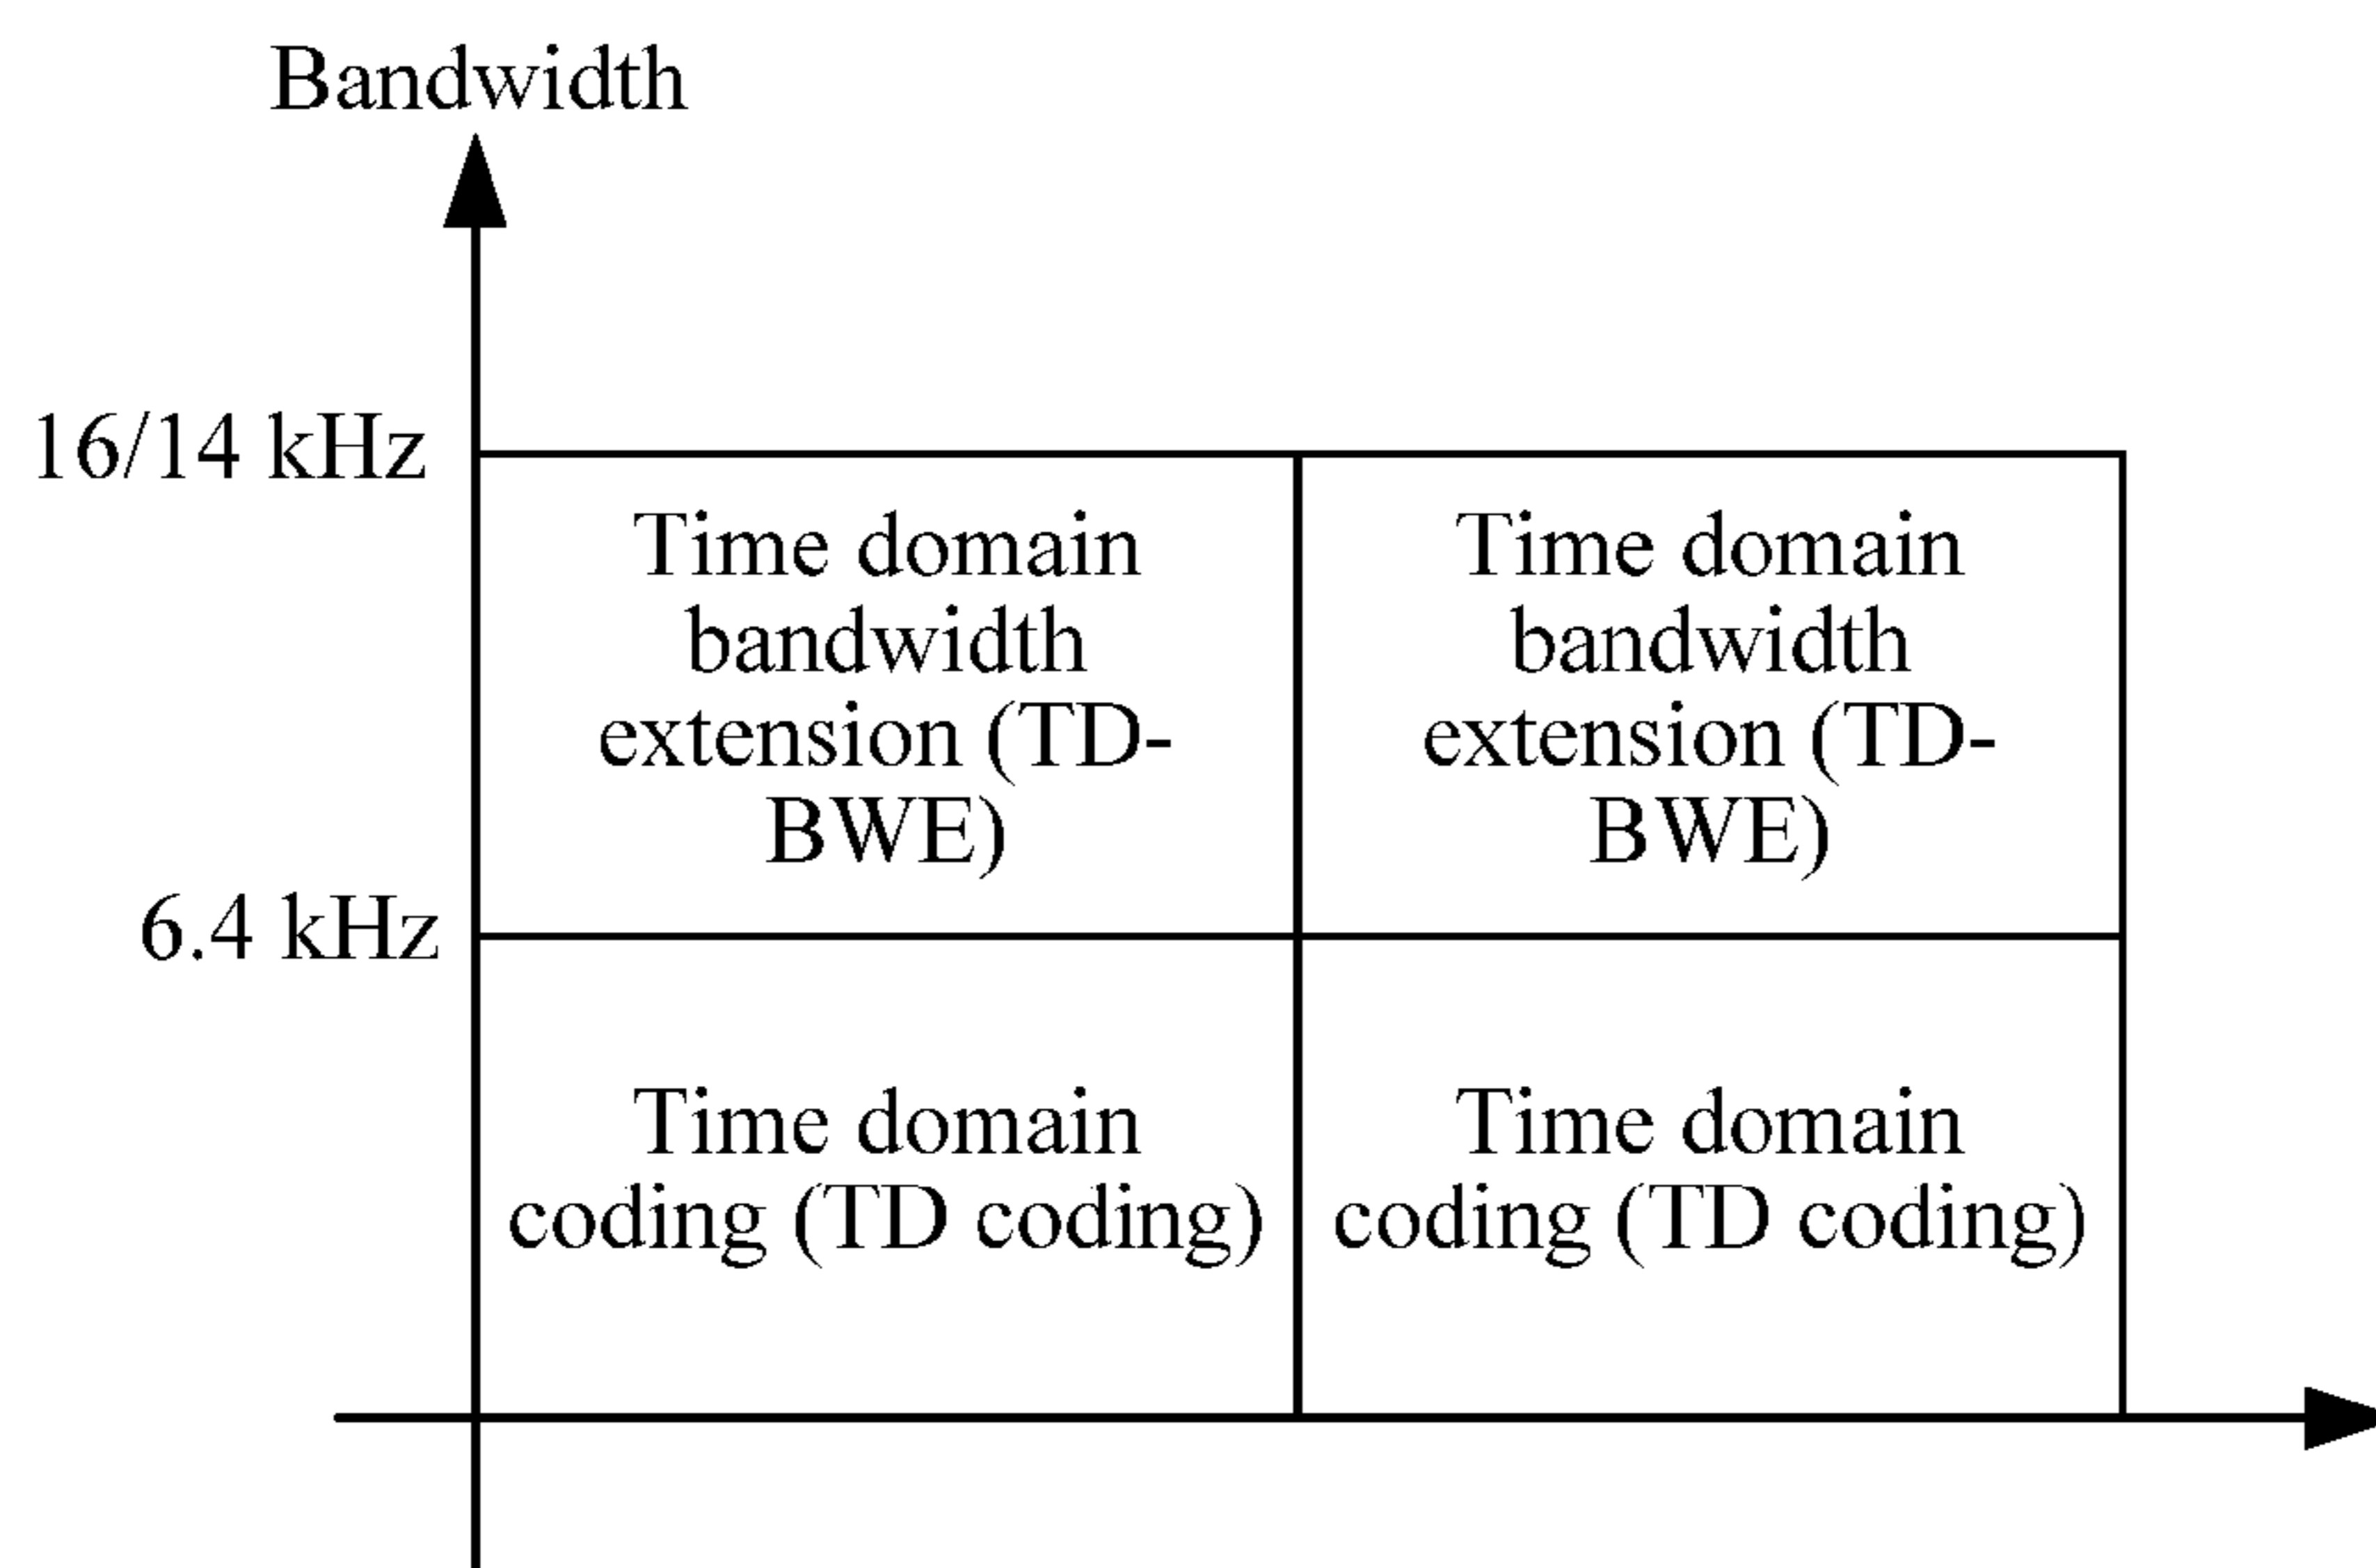 Bandwidth
16/14 kHz
Time domain
bandwidth
extension (TD-
BWE)
Time domain
bandwidth
extension (TD-
BWE)
6.4 kHz
Time domain
coding (TD coding)
Time domain
coding (TD coding)